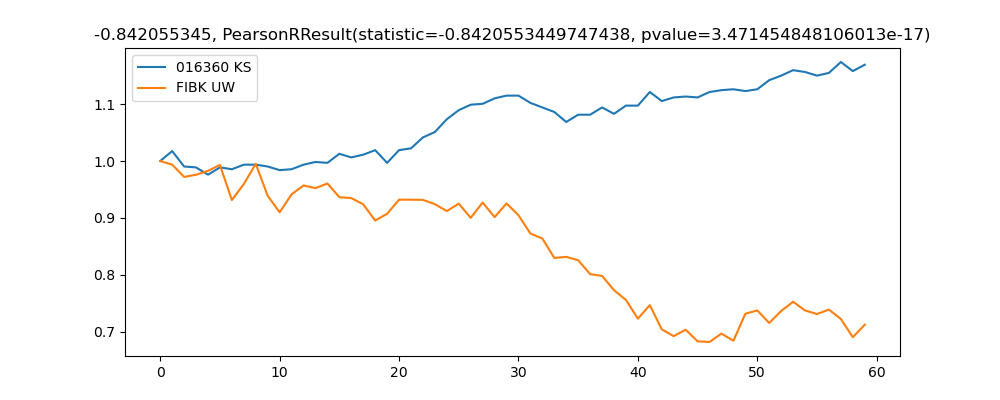 -0.842055345, PearsonRResult(statistic=-0.8420553449747438, pvalue=3.471454848106013e-17)
016360 KS
FIBK UW
1.1
1.0
0.9
0.8
0.7
0 10 20 30 40 50 60